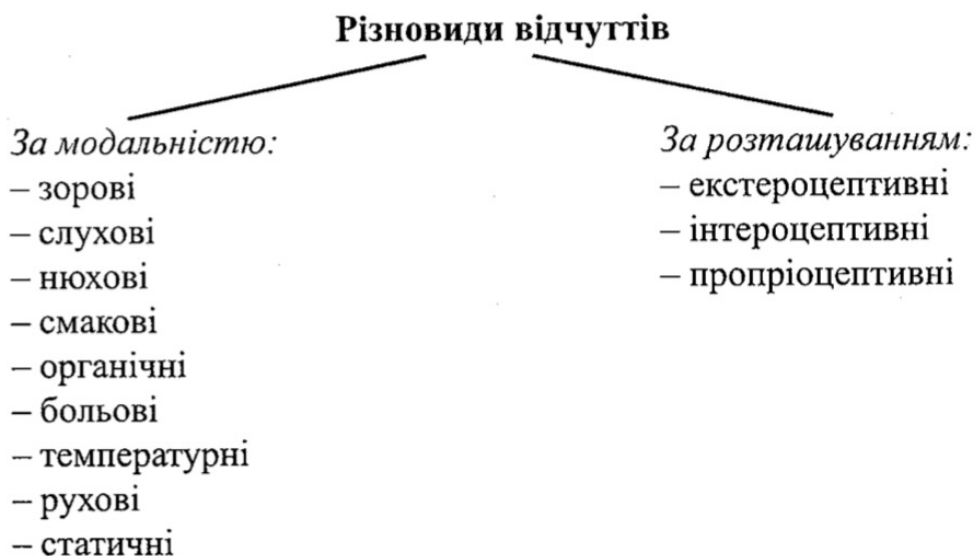 Різновиди відчуттів
За модальністю:
– зорові
– слухові
– нюхові
– смакові
– органічні
– больові
– температурні
– рухові
– статичні
За розташуванням:
– екстероцептивні
– інтероцептивні
– пропріоцептивні